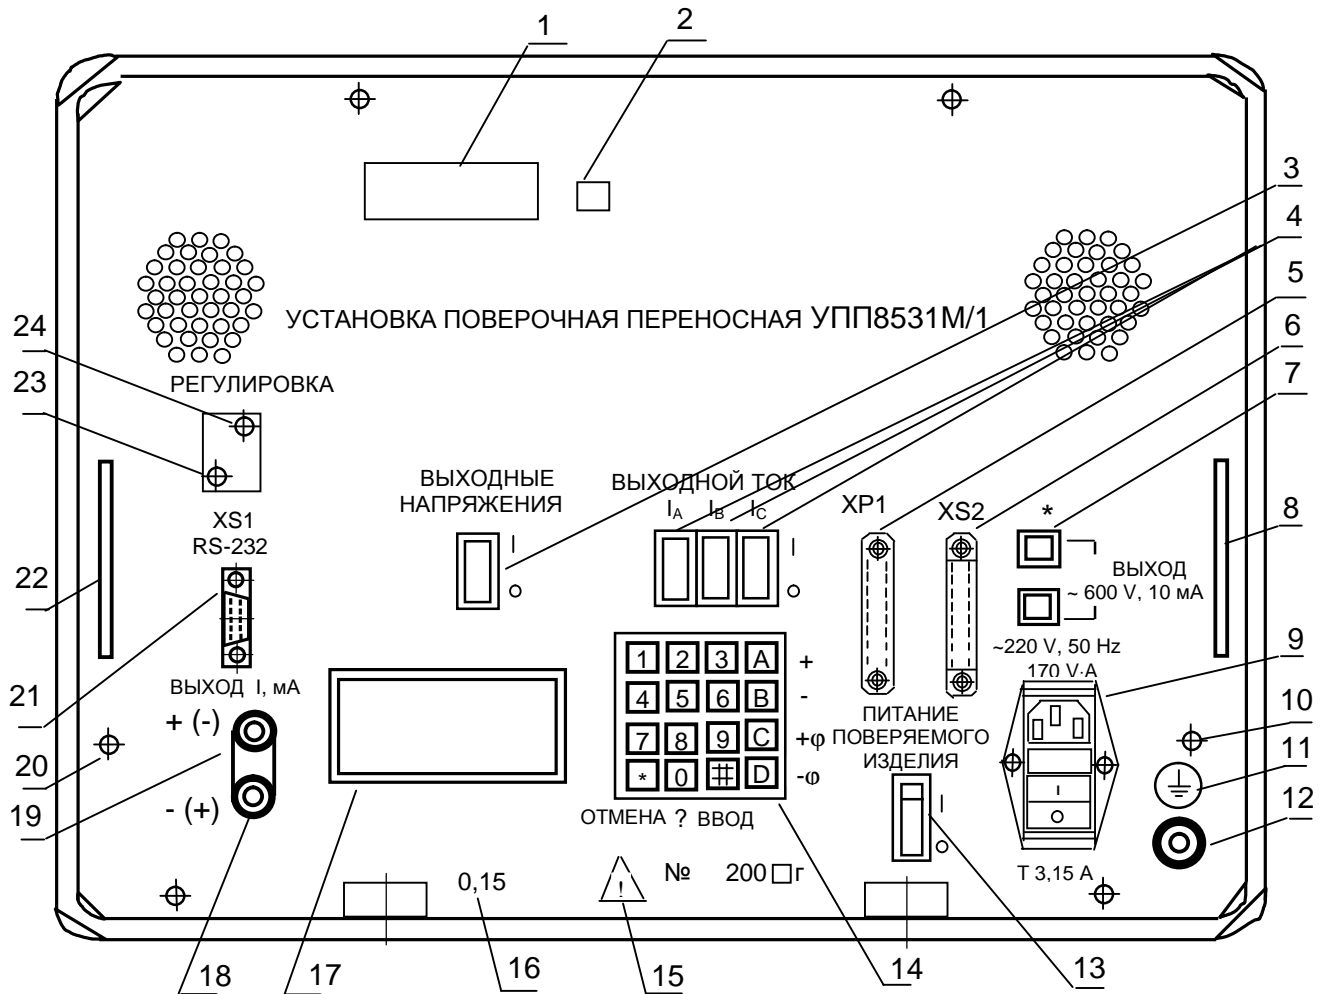 1
2
3
4
5
6
7
УСТАНОВКА ПОВЕРОЧНАЯ ПЕРЕНОСНАЯ УПП8531М/1
24
23
РЕГУЛИРОВКА
ВЫХОДНЫЕ
НАПРЯЖЕНИЯ
I
O
ВЫХОДНОЙ ТОК
IA IB IC
I
O
XP1
XS2
*
8
XS1
RS-232
ВЫХОД
~ 600 V, 10 мА
22
21
~220 V, 50 Hz
170 V·A
9
1 2 3 A +
4 5 6 B -
7 8 9 C +φ
* 0 # D -φ
ОТМЕНА ? ВВОД
ВЫХОД I, мА
+ (-)
- (+)
ПИТАНИЕ
ПОВЕРЯЕМОГО
ИЗДЕЛИЯ
I
O
I
O
Т 3,15 А
20
19
10
11
12
0,15
!
№ 200□г
18
17
16
15
14
13